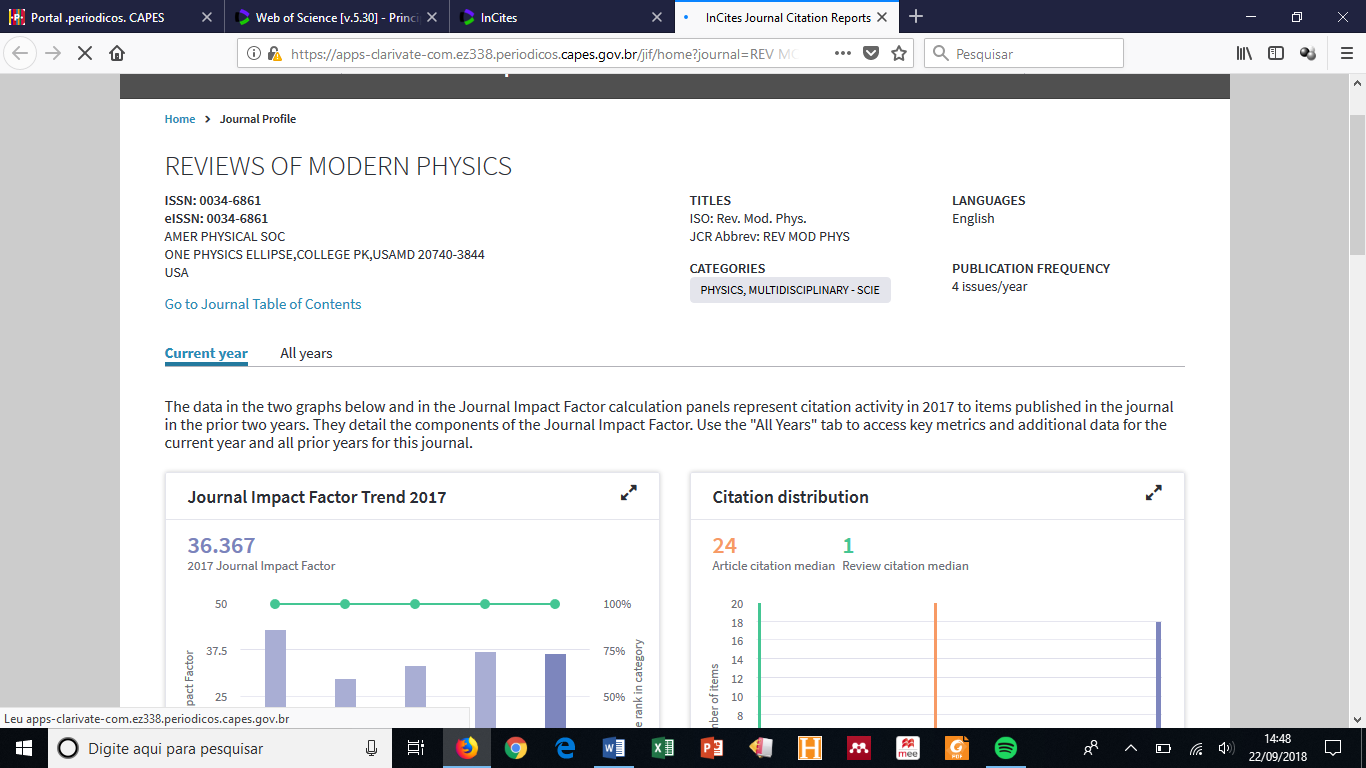 Portal .periodicos. CAPES
Web of Science [v.5.30] - Princi
InCites
InCites Journal Citation Reports
https://apps-clarivate-com.ez338.periodicos.capes.gov.br/jif/home?journal=REV MO
Pesquisar
Home > Journal Profile
REVIEWS OF MODERN PHYSICS
ISSN: 0034-6861
eISSN: 0034-6861
AMER PHYSICAL SOC
ONE PHYSICS ELLIPSE,COLLEGE PK,USAMD 20740-3844
USA
Go to Journal Table of Contents
TITLES
ISO: Rev. Mod. Phys.
JCR Abbrev: REV MOD PHYS
CATEGORIES
PHYSICS, MULTIDISCIPLINARY - SCIE
LANGUAGES
English
PUBLICATION FREQUENCY
4 issues/year
Current year
All years
The data in the two graphs below and in the Journal Impact Factor calculation panels represent citation activity in 2017 to items published in the journal
in the prior two years. They detail the components of the Journal Impact Factor. Use the "All Years" tab to access key metrics and additional data for the
current year and all prior years for this journal.
Journal Impact Factor Trend 2017
36.367
2017 Journal Impact Factor
50
37.5
25
pact Factor
100%
75%
50%
e rank in category
Citation distribution
24
Article citation median
1
Review citation median
20
18
16
14
12
10
8
mber of items
Leu apps-clarivate-com.ez338.periodicos.capes.gov.br
Digite aqui para pesquisar
mee
PDF
14:48
22/09/2018